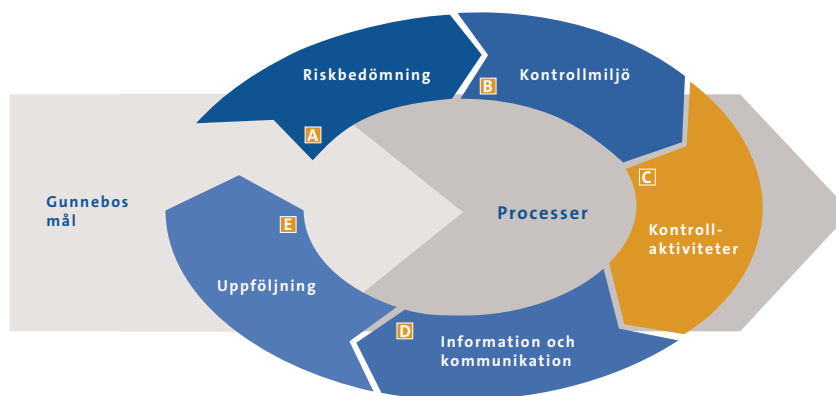 Riskbedömning
A
B
Kontrollmiljö
C
Kontroll-
aktiviteter
Gunnebos
mål
Processer
E
Uppföljning
D
Information och
kommunikation